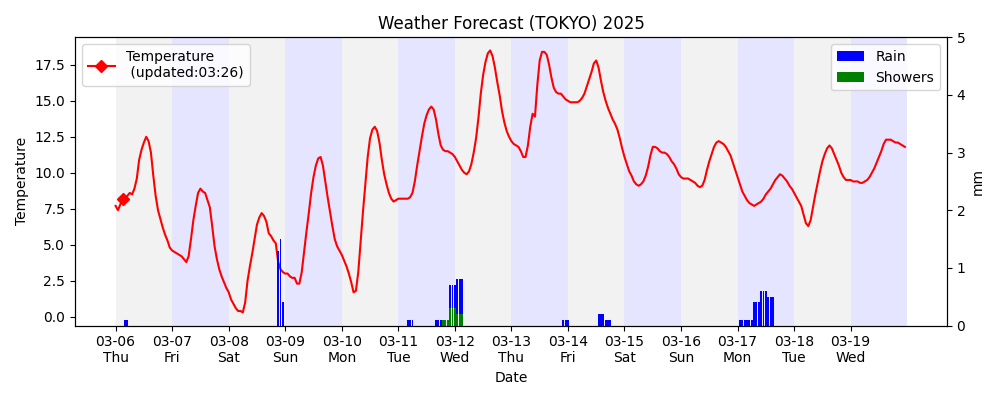 Weather Forecast (TOKYO) 2025
Temperature
(updated:03-26)
Rain
Showers
Temperature
17.5
15.0
12.5
10.0
7.5
5.0
2.5
0.0
5
4
3
2
1
0
mm
03-06 03-07 03-08 03-09 03-10 03-11 03-12 03-13 03-14 03-15 03-16 03-17 03-18 03-19
Thu Fri Sat Sun Mon Tue Wed Thu Fri Sat Sun Mon Tue Wed
Date